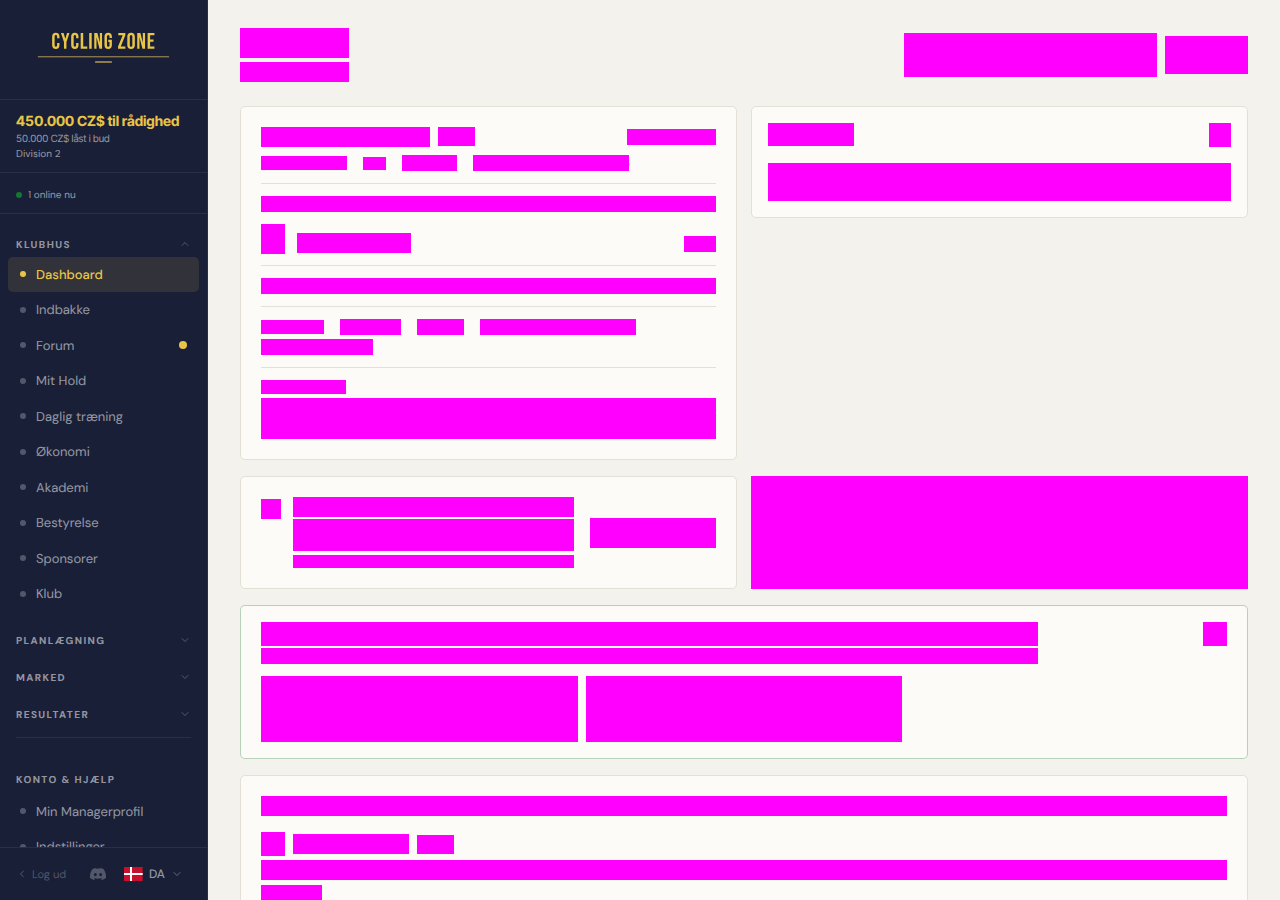 CYCLING ZONE
450.000 CZ$ til rådighed
50.000 CZ$ låst i bud
Division 2
1 online nu
KLUBHUS
Dashboard
Indbakke
Forum
Mit Hold
Daglig træning
Økonomi
Akademi
Bestyrelse
Sponsorer
Klub
PLANLÆGNING
MARKED
RESULTATER
KONTO & HJÆLP
Min Managerprofil
Indstillinger
Log ud
DA